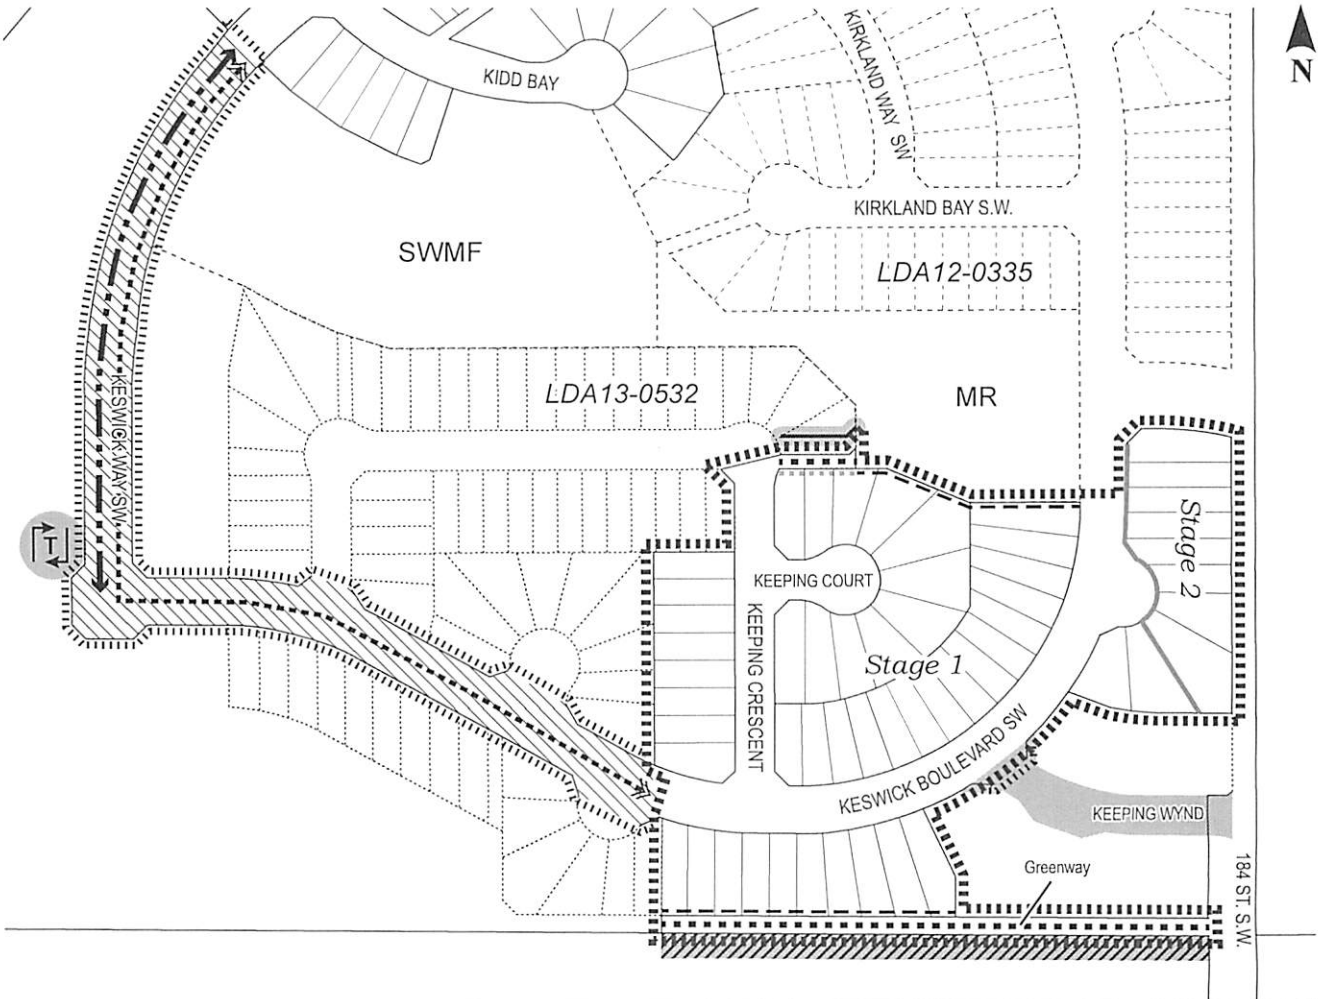 N
KIDD BAY
KIRKLAND WAY SW
KIRKLAND BAY S.W.
SWMF
LDA12-0335
LDA13-0532
MR
KESWICK WAY SW
T
Stage 2
KEEPING COURT
KEEPING CRESCENT
Stage 1
KESWICK BOULEVARD SW
KEEPING WYND
Greenway
184 ST. S.W.